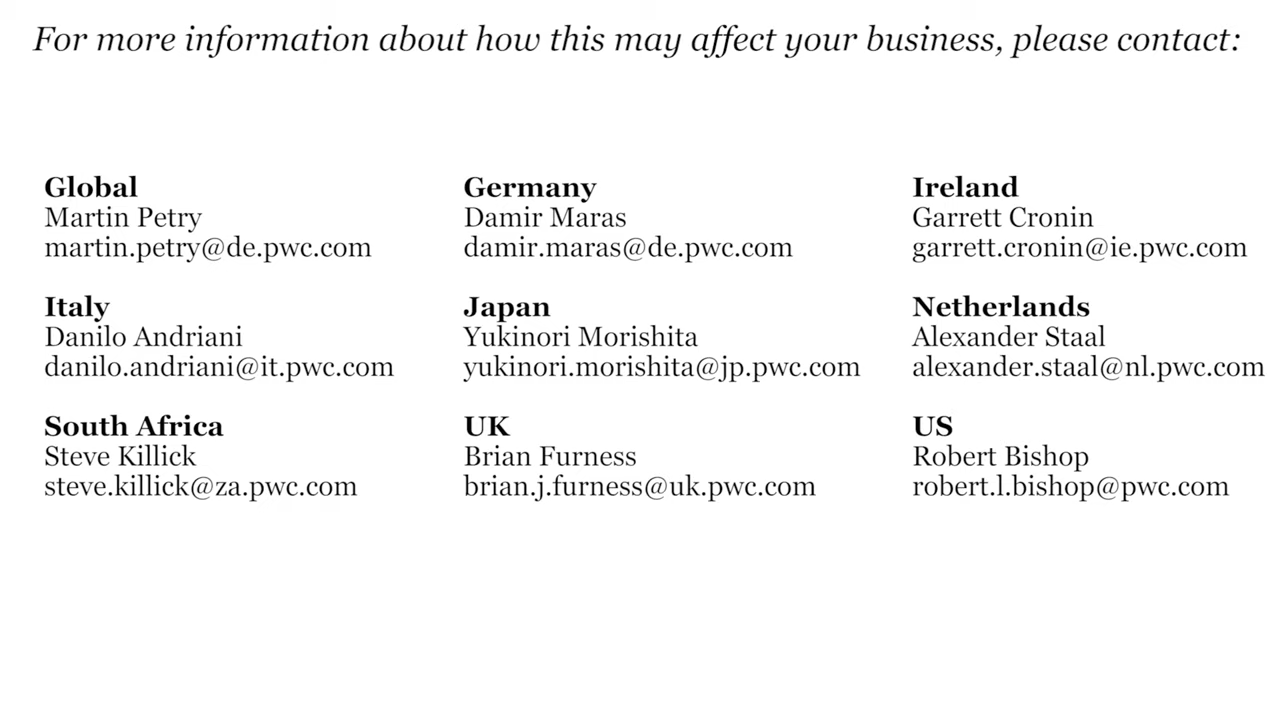 For more information about how this may affect your business, please contact:
Global
Martin Petry
martin.petry@de.pwc.com
Germany
Damir Maras
damir.maras@de.pwc.com
Ireland
Garrett Cronin
garrett.cronin@ie.pwc.com
Italy
Danilo Andriani
danilo.andriani@it.pwc.com
Japan
Yukinori Morishita
yukinori.morishita@jp.pwc.com
Netherlands
Alexander Staal
alexander.staal@nl.pwc.com
South Africa
Steve Killick
steve.killick@za.pwc.com
UK
Brian Furness
brian.j.furness@uk.pwc.com
US
Robert Bishop
robert.l.bishop@pwc.com